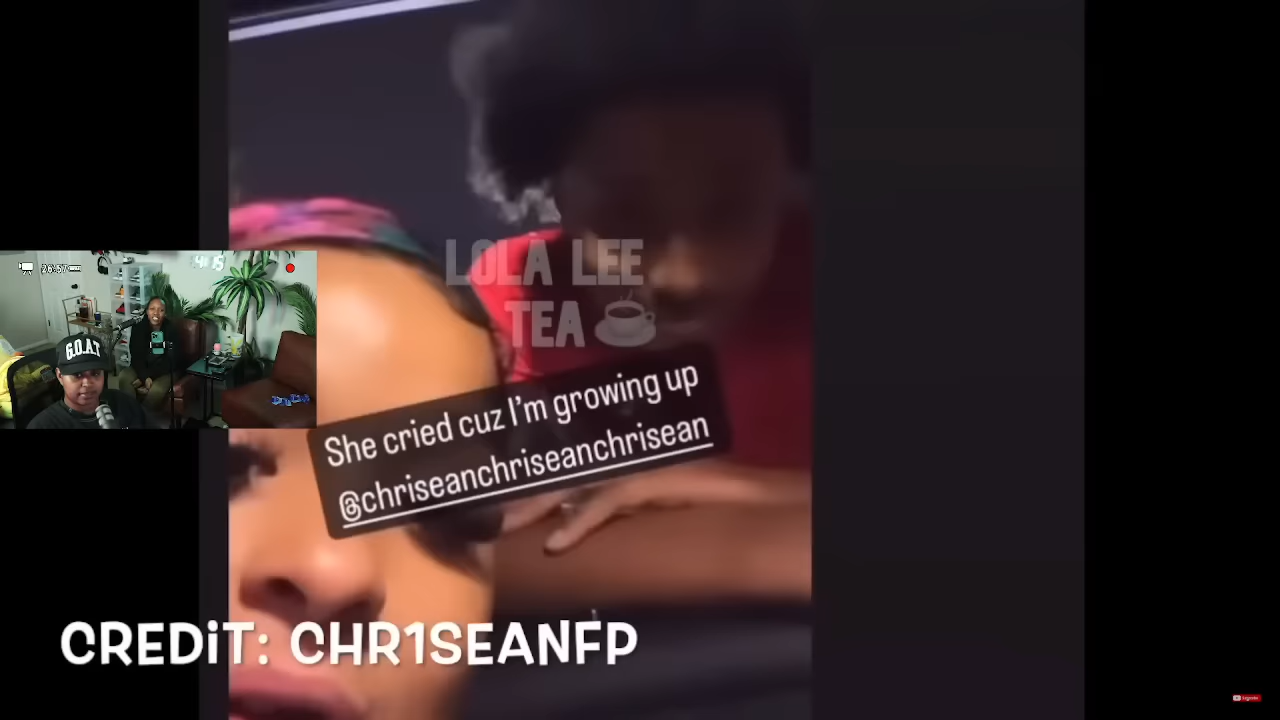 LOLA LEE
TEA
G.O.A.T
She cried cuz I'm growing up
@chriseanchriseanchrisean
CREDiT: CHR1SEANFP